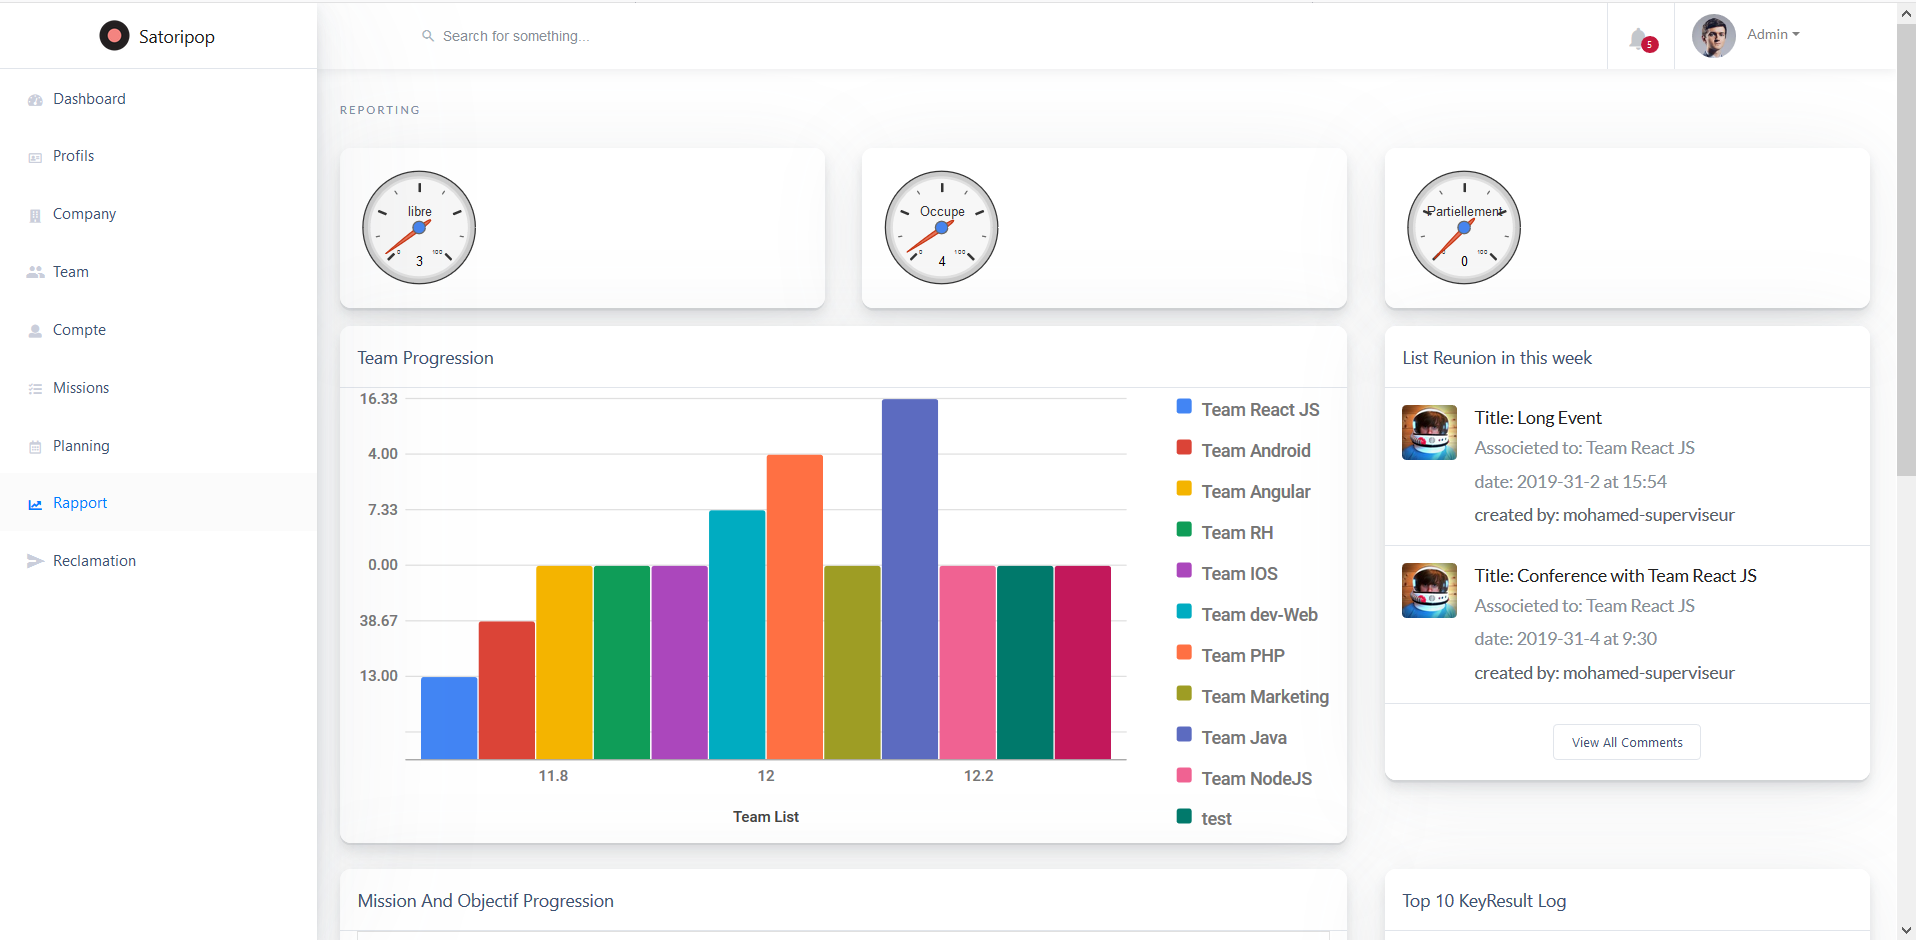 Satoripop
Search for something...
5
Admin
Dashboard
Profils
Company
Team
Compte
Missions
Planning
Rapport
Reclamation
REPORTING
libre
0 100
3
Occupe
0 100
4
Partiellement
0 100
0
Team Progression
16.33
4.00
7.33
0.00
38.67
13.00
11.8 12 12.2
Team List
Team React JS
Team Android
Team Angular
Team RH
Team IOS
Team dev-Web
Team PHP
Team Marketing
Team Java
Team NodeJS
test
List Reunion in this week
Title: Long Event
Associeted to: Team React JS
date: 2019-31-2 at 15:54
created by: mohamed-superviseur
Title: Conference with Team React JS
Associeted to: Team React JS
date: 2019-31-4 at 9:30
created by: mohamed-superviseur
View All Comments
Mission And Objectif Progression
Top 10 KeyResult Log